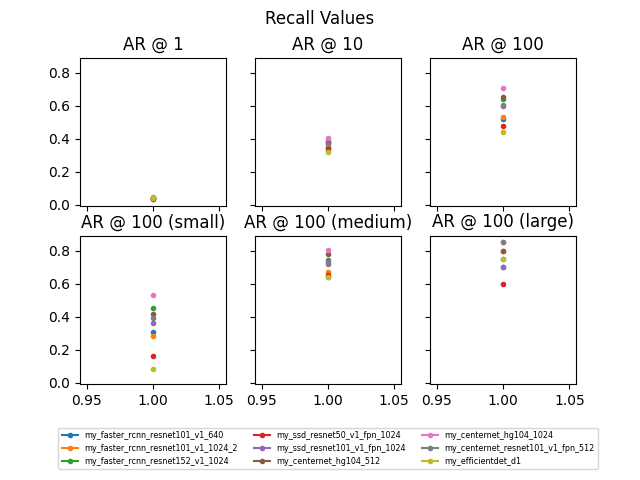 Recall Values
AR @ 1
AR @ 10
AR @ 100
0.8
0.6
0.4
0.2
0.0
AR @ 100 (small)
AR @ 100 (medium)
AR @ 100 (large)
0.8
0.6
0.4
0.2
0.0
0.95 1.00 1.05
0.95 1.00 1.05
0.95 1.00 1.05
my_faster_rcnn_resnet101_v1_640
my_faster_rcnn_resnet101_v1_1024_2
my_faster_rcnn_resnet152_v1_1024
my_ssd_resnet50_v1_fpn_1024
my_ssd_resnet101_v1_fpn_1024
my_centernet_hg104_512
my_centernet_hg104_1024
my_centernet_resnet101_v1_fpn_512
my_efficientdet_d1